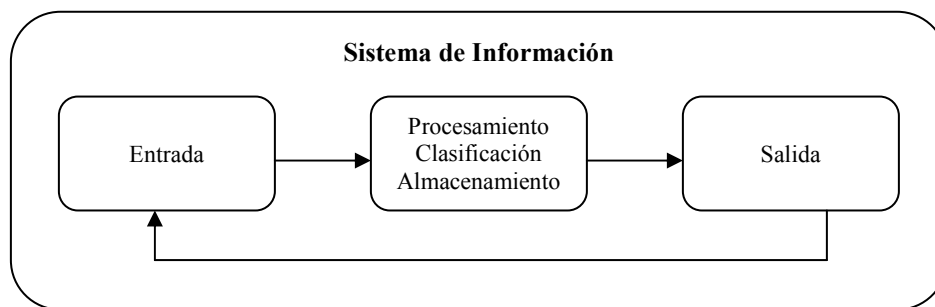 Sistema de Información
Entrada
Procesamiento
Clasificación
Almacenamiento
Salida